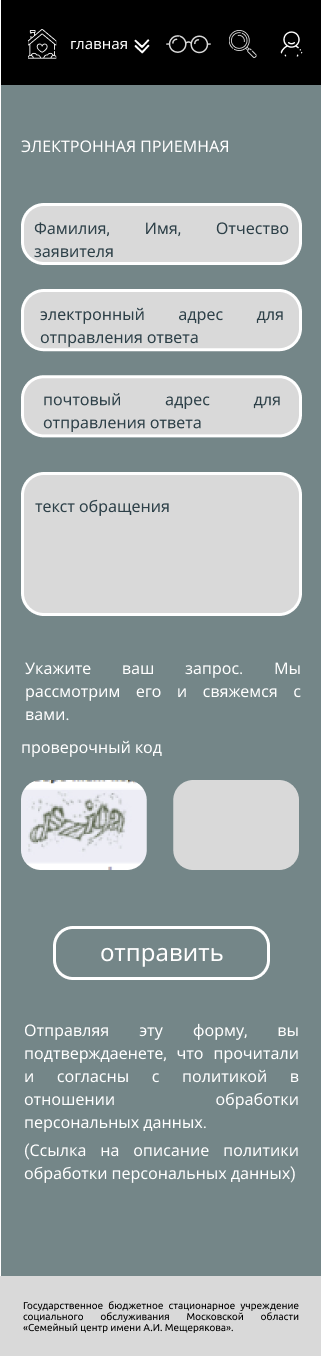 главная
ЭЛЕКТРОННАЯ ПРИЕМНАЯ
Фамилия, Имя, Отчество
заявителя
электронный адрес для
отправления ответа
почтовый адрес для
отправления ответа
текст обращения
Укажите ваш запрос. Мы
рассмотрим его и свяжемся с
вами.
проверочный код
отправить
Отправляя эту форму, вы
подтверждаенете, что прочитали
и согласны с политикой в
отношении обработки
персональных данных.
(Ссылка на описание политики
обработки персональных данных)
Государственное бюджетное стационарное учреждение
социального обслуживания Московской области
«Семейный центр имени А.И. Мещерякова».